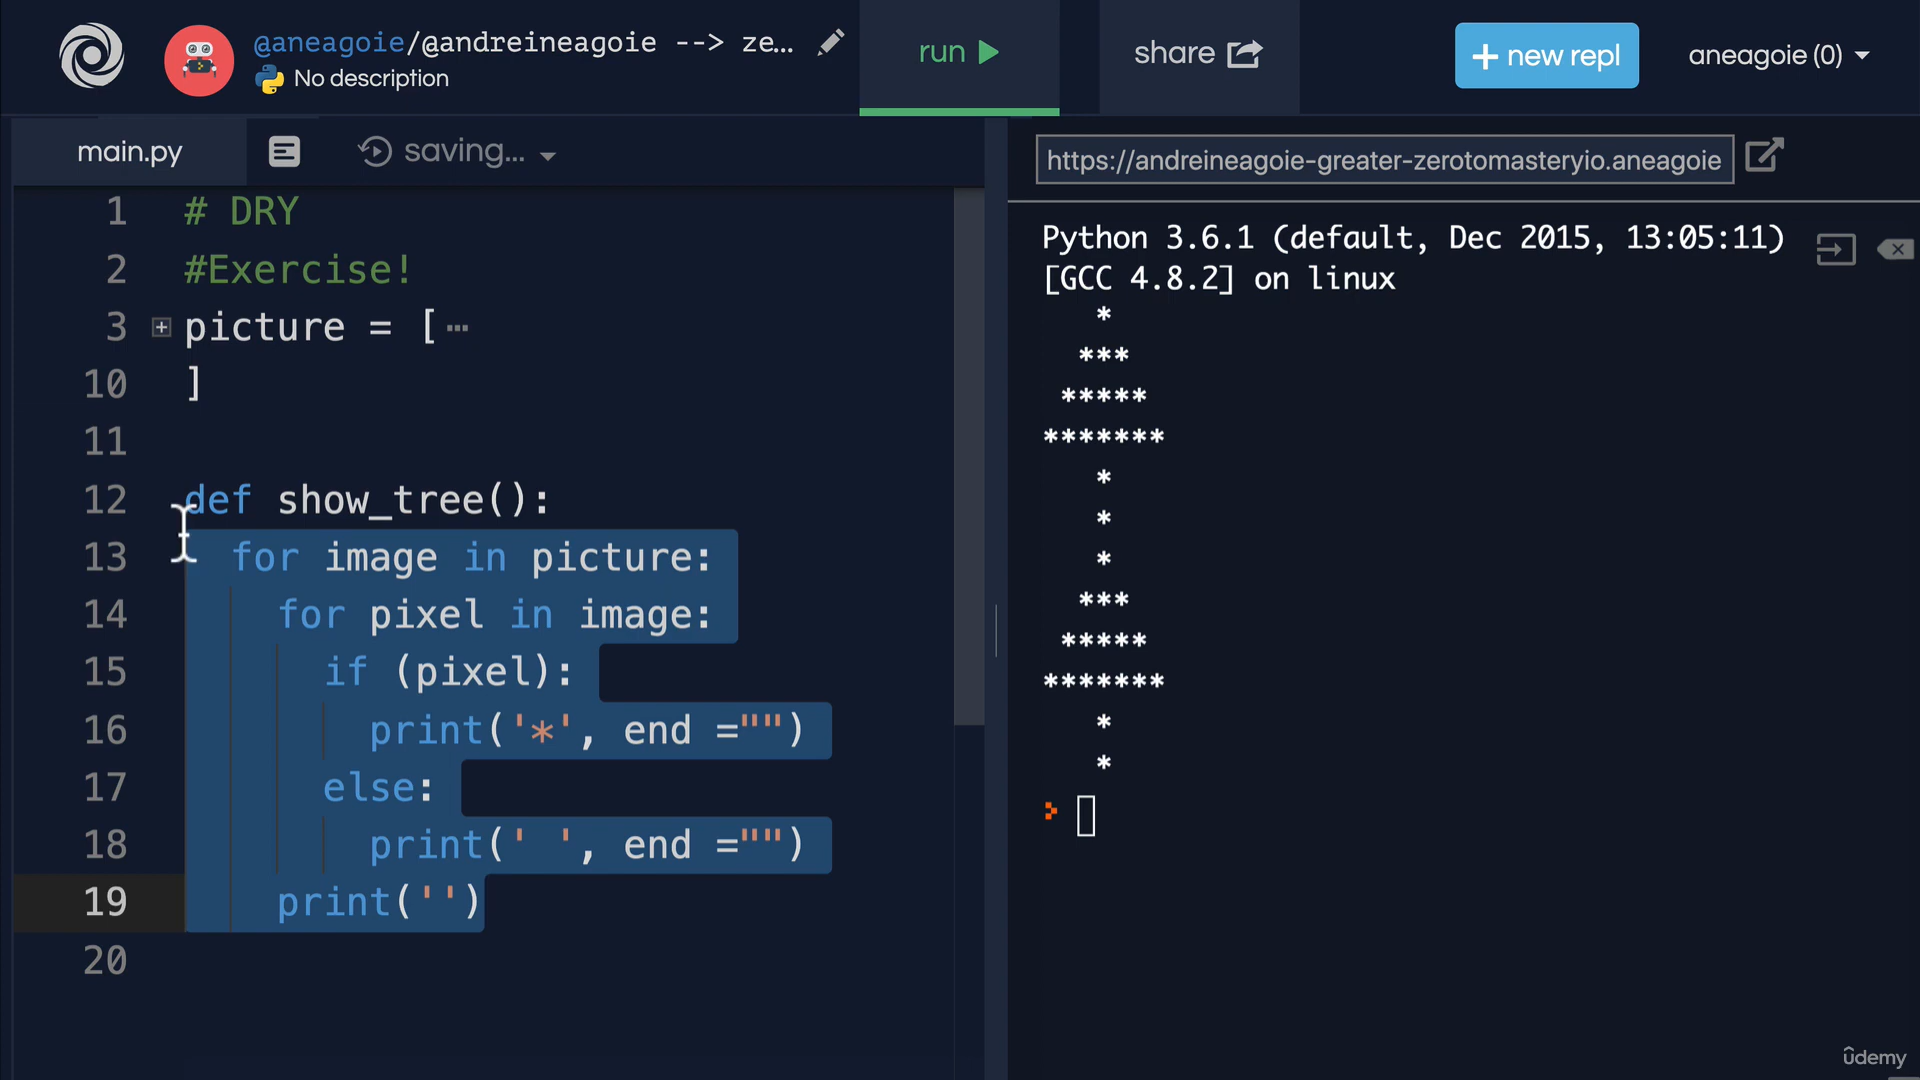 @aneagoie/@andreineagoie --> ze...
No description
run
share
+ new repl
aneagoie (0)
main.py
saving...
1 # DRY
2 #Exercise!
3 picture = [...
10 ]
11
12 def show_tree():
13 for image in picture:
14 for pixel in image:
15 if (pixel):
16 print('*', end ="")
17 else:
18 print(' ', end ="")
19 print('')
20
https://andreineagoie-greater-zerotomasteryio.aneagoie
Python 3.6.1 (default, Dec 2015, 13:05:11)
[GCC 4.8.2] on linux
   *
  ***
 *****
*******
   *
   *
   *
  ***
 *****
*******
   *
   *
ûdemy